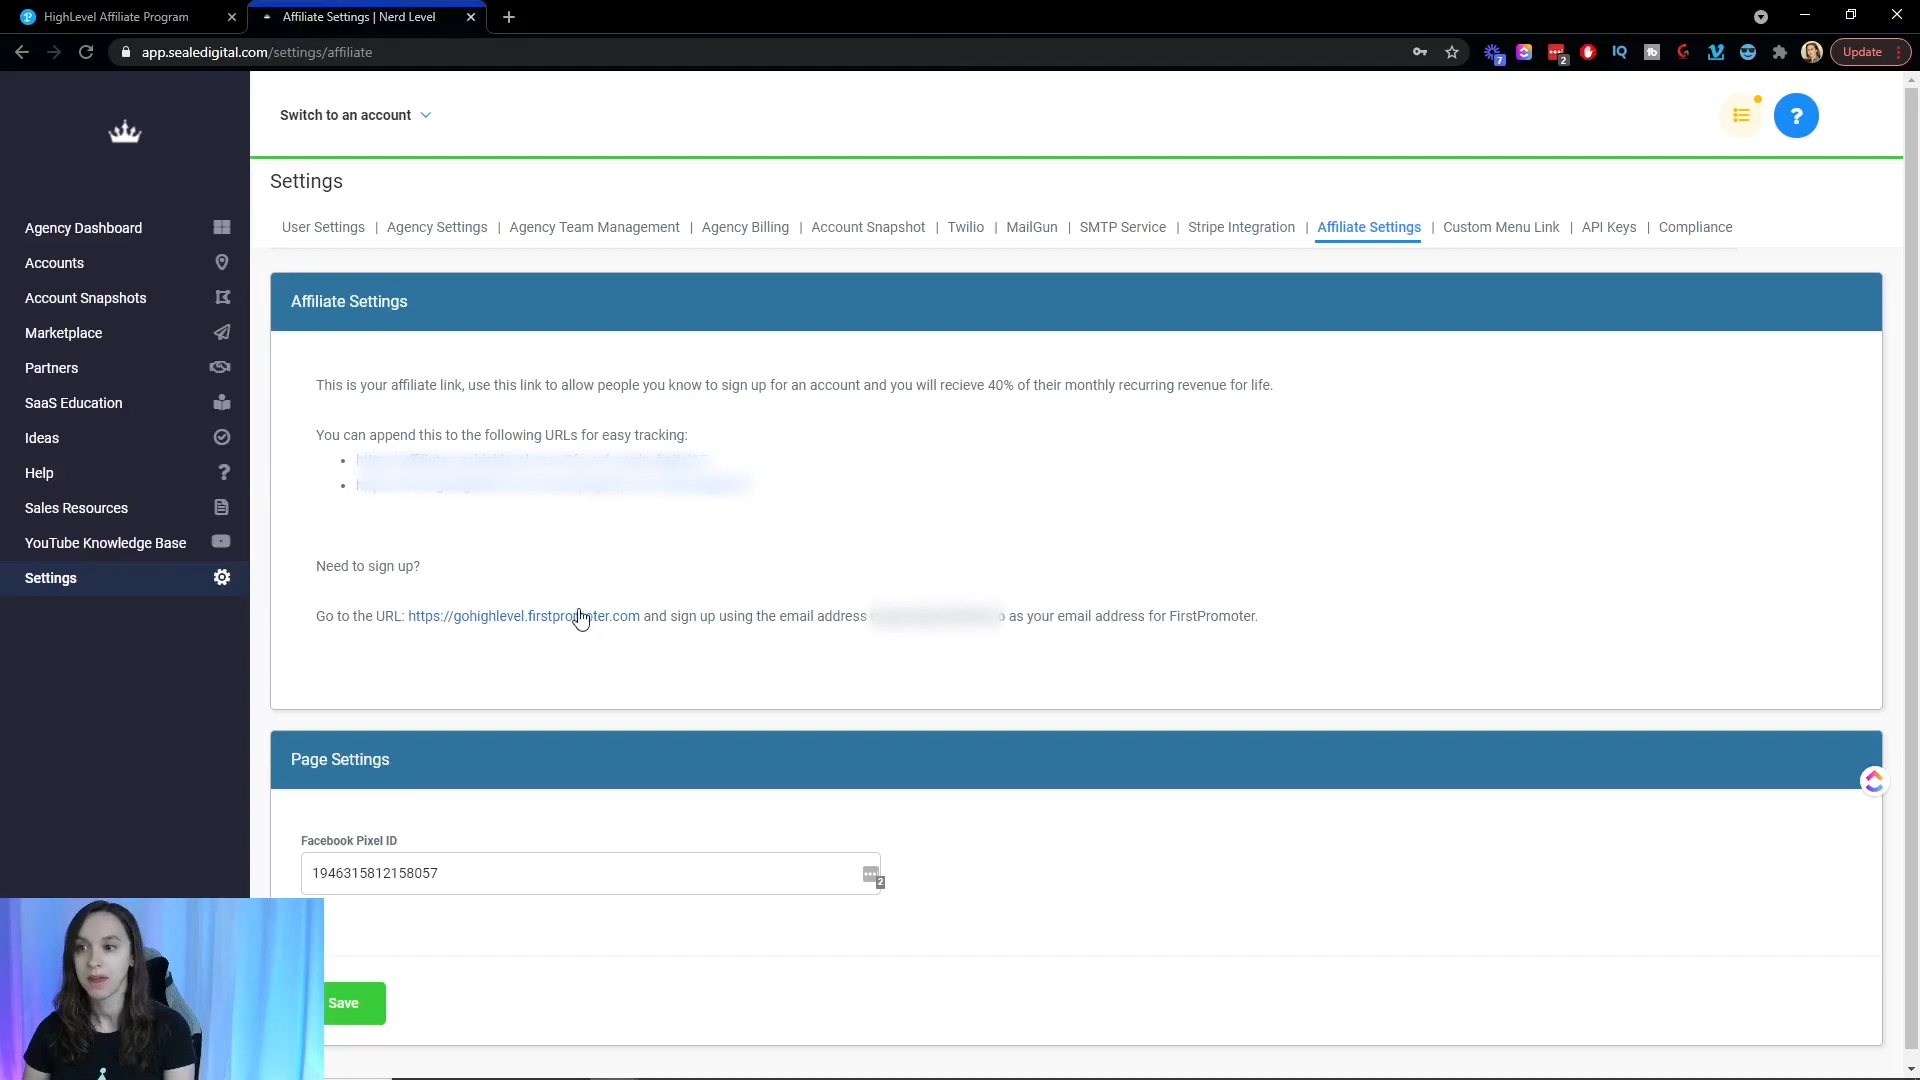 HighLevel Affiliate Program
Affiliate Settings | Nerd Level
app.sealedigital.com/settings/affiliate
7
2
IQ
Update
Switch to an account
?
Settings
User Settings | Agency Settings | Agency Team Management | Agency Billing | Account Snapshot | Twilio | MailGun | SMTP Service | Stripe Integration | Affiliate Settings | Custom Menu Link | API Keys | Compliance
Agency Dashboard
Accounts
Account Snapshots
Marketplace
Partners
SaaS Education
Ideas
Help
Sales Resources
YouTube Knowledge Base
Settings
Affiliate Settings
This is your affiliate link, use this link to allow people you know to sign up for an account and you will recieve 40% of their monthly recurring revenue for life.
You can append this to the following URLs for easy tracking:
Need to sign up?
Go to the URL: https://gohighlevel.firstpromoter.com and sign up using the email address as your email address for FirstPromoter.
Page Settings
Facebook Pixel ID
1946315812158057
2
Save